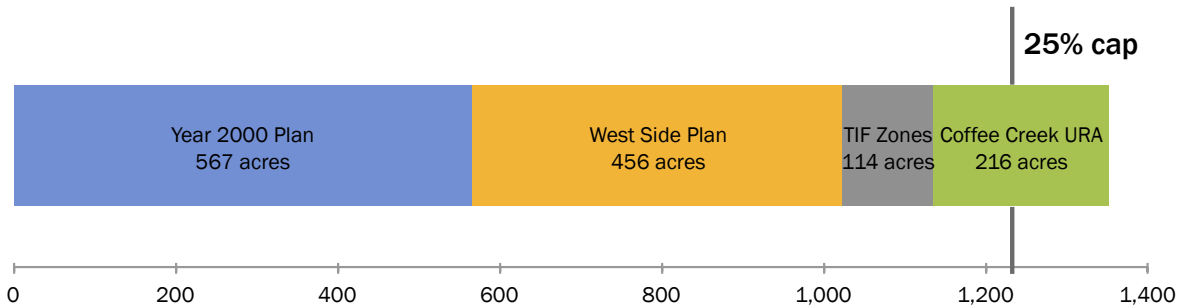 25% cap
Year 2000 Plan
567 acres
West Side Plan
456 acres
TIF Zones
114 acres
Coffee Creek URA
216 acres
0 200 400 600 800 1,000 1,200 1,400